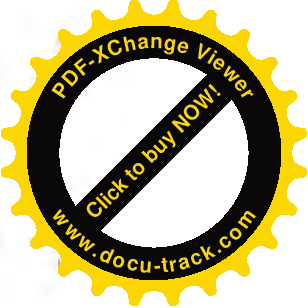 PDF-XChange Viewer
Click to buy NOW!
www.docu-track.com